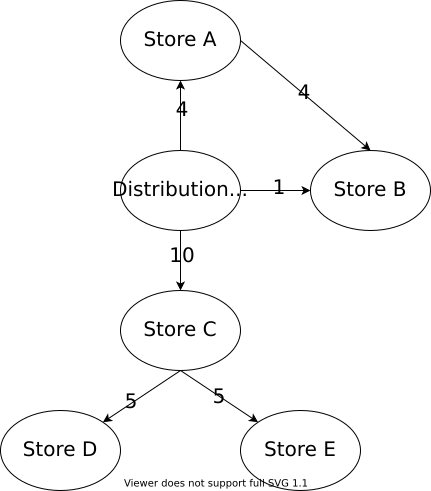 Store A
4
4
Distribution...
1
Store B
10
Store C
5
5
Store D
Store E
Viewer does not support full SVG 1.1